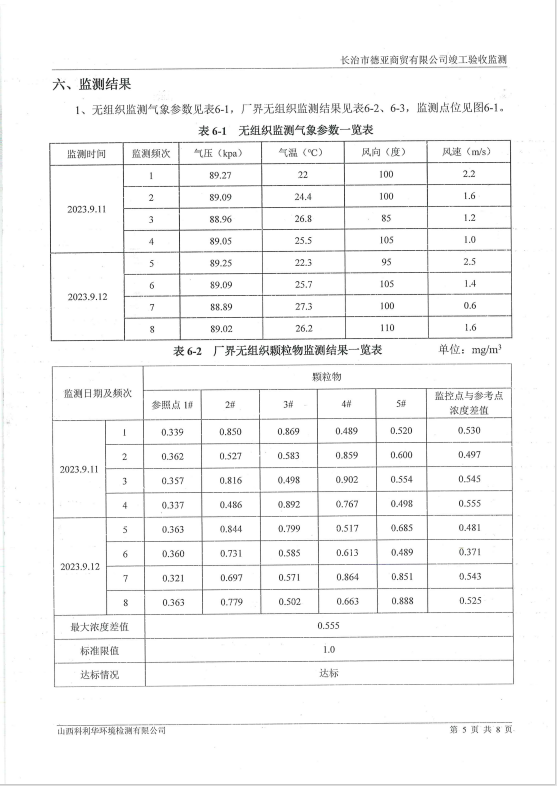 长治市德亚商贸有限公司竣工验收监测
六、监测结果
1、无组织监测气象参数见表6-1，厂界无组织监测结果见表6-2、6-3，监测点位见图6-1。
表 6-1 无组织监测气象参数一览表
监测时间 监测频次 气压（kpa） 气温（℃） 风向（度） 风速（m/s）
2023.9.11
1 89.27 22 100 2.2
2 89.09 24.4 100 1.6
3 88.96 26.8 85 1.2
4 89.05 25.5 105 1.0
2023.9.12
5 89.25 22.3 95 2.5
6 89.09 25.7 105 1.4
7 88.89 27.3 100 0.6
8 89.02 26.2 110 1.6
表 6-2 厂界无组织颗粒物监测结果一览表 单位：mg/m³
监测日期及频次 颗粒物
参照点 1# 2# 3# 4# 5# 监控点与参考点
浓度差值
2023.9.11
1 0.339 0.850 0.869 0.489 0.520 0.530
2 0.362 0.527 0.583 0.859 0.600 0.497
3 0.357 0.816 0.498 0.902 0.554 0.545
4 0.337 0.486 0.892 0.767 0.498 0.555
2023.9.12
5 0.363 0.844 0.799 0.517 0.685 0.481
6 0.360 0.731 0.585 0.613 0.489 0.371
7 0.321 0.697 0.571 0.864 0.851 0.543
8 0.363 0.779 0.502 0.663 0.888 0.525
最大浓度差值 0.555
标准限值 1.0
达标情况 达标
山西科利华环境检测有限公司 第 5 页 共 8 页